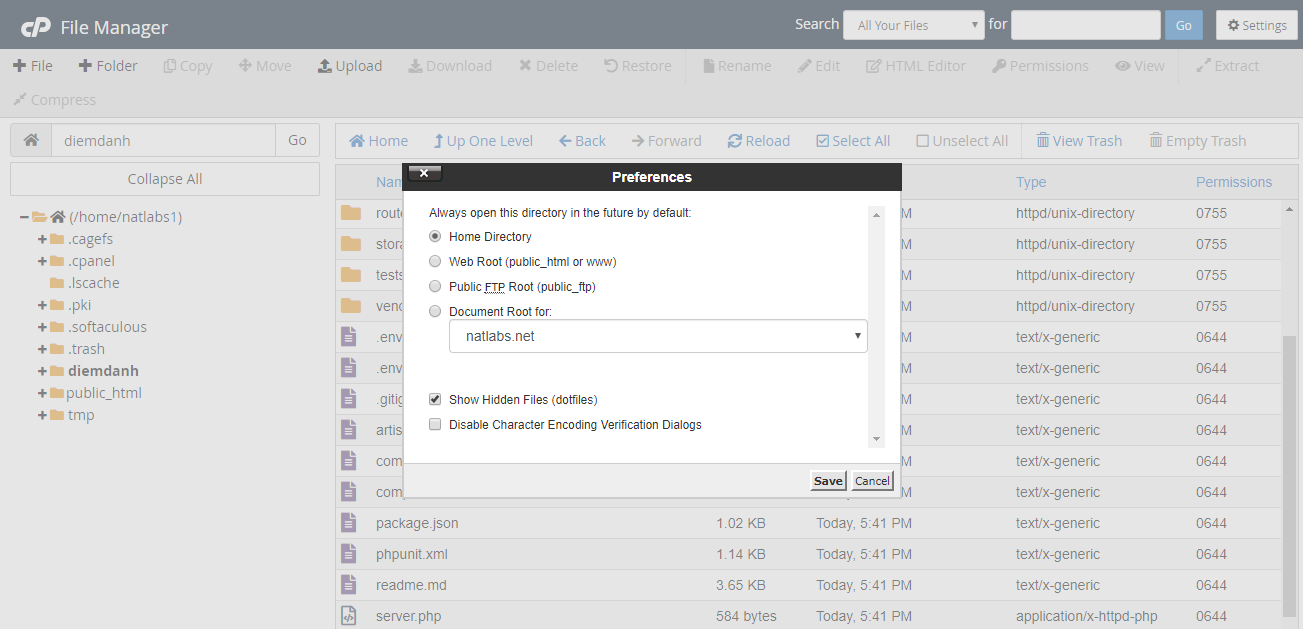 cP File Manager
Search All Your Files for Go Settings
File Folder Copy Move Upload Download Delete Restore Rename Edit HTML Editor Permissions View Extract
Compress
diemdanh Go
Collapse All
(/home/natlabs1)
.cagefs
.cpanel
.lscache
.pki
.softaculous
.trash
diemdanh
public_html
tmp
Home Up One Level Back Forward Reload Select All Unselect All View Trash Empty Trash
Type Permissions
httpd/unix-directory 0755
httpd/unix-directory 0755
tests httpd/unix-directory 0755
httpd/unix-directory 0755
.env text/x-generic 0644
text/x-generic 0644
text/x-generic 0644
text/x-generic 0644
text/x-generic 0644
text/x-generic 0644
package.json 1.02 KB Today, 5:41 PM text/x-generic 0644
phpunit.xml 1.14 KB Today, 5:41 PM text/x-generic 0644
readme.md 3.65 KB Today, 5:41 PM text/x-generic 0644
server.php 584 bytes Today, 5:41 PM application/x-httpd-php 0644
Preferences
Always open this directory in the future by default:
Home Directory
Web Root (public_html or www)
Public FTP Root (public_ftp)
Document Root for:
natlabs.net
Show Hidden Files (dotfiles)
Disable Character Encoding Verification Dialogs
Save Cancel